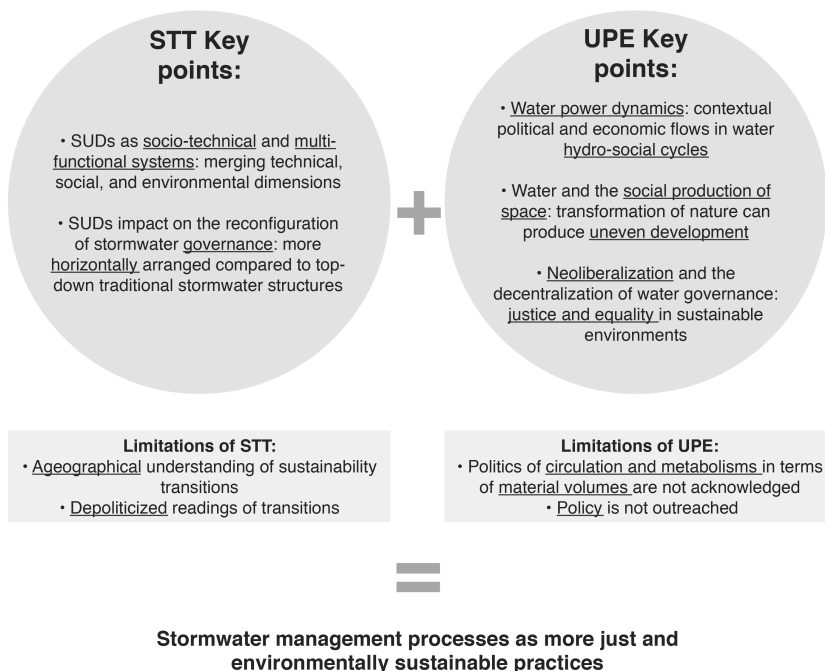 STT Key
points:
• SUDs as socio-technical and multi-
functional systems: merging technical,
social, and environmental dimensions
• SUDs impact on the reconfiguration
of stormwater governance: more
horizontally arranged compared to top-
down traditional stormwater structures
+
UPE Key
points:
• Water power dynamics: contextual
political and economic flows in water
hydro-social cycles
• Water and the social production of
space: transformation of nature can
produce uneven development
• Neoliberalization and the
decentralization of water governance:
justice and equality in sustainable
environments
Limitations of STT:
• Ageographical understanding of sustainability
transitions
• Depoliticized readings of transitions
Limitations of UPE:
• Politics of circulation and metabolisms in terms
of material volumes are not acknowledged
• Policy is not outreached
=
Stormwater management processes as more just and
environmentally sustainable practices